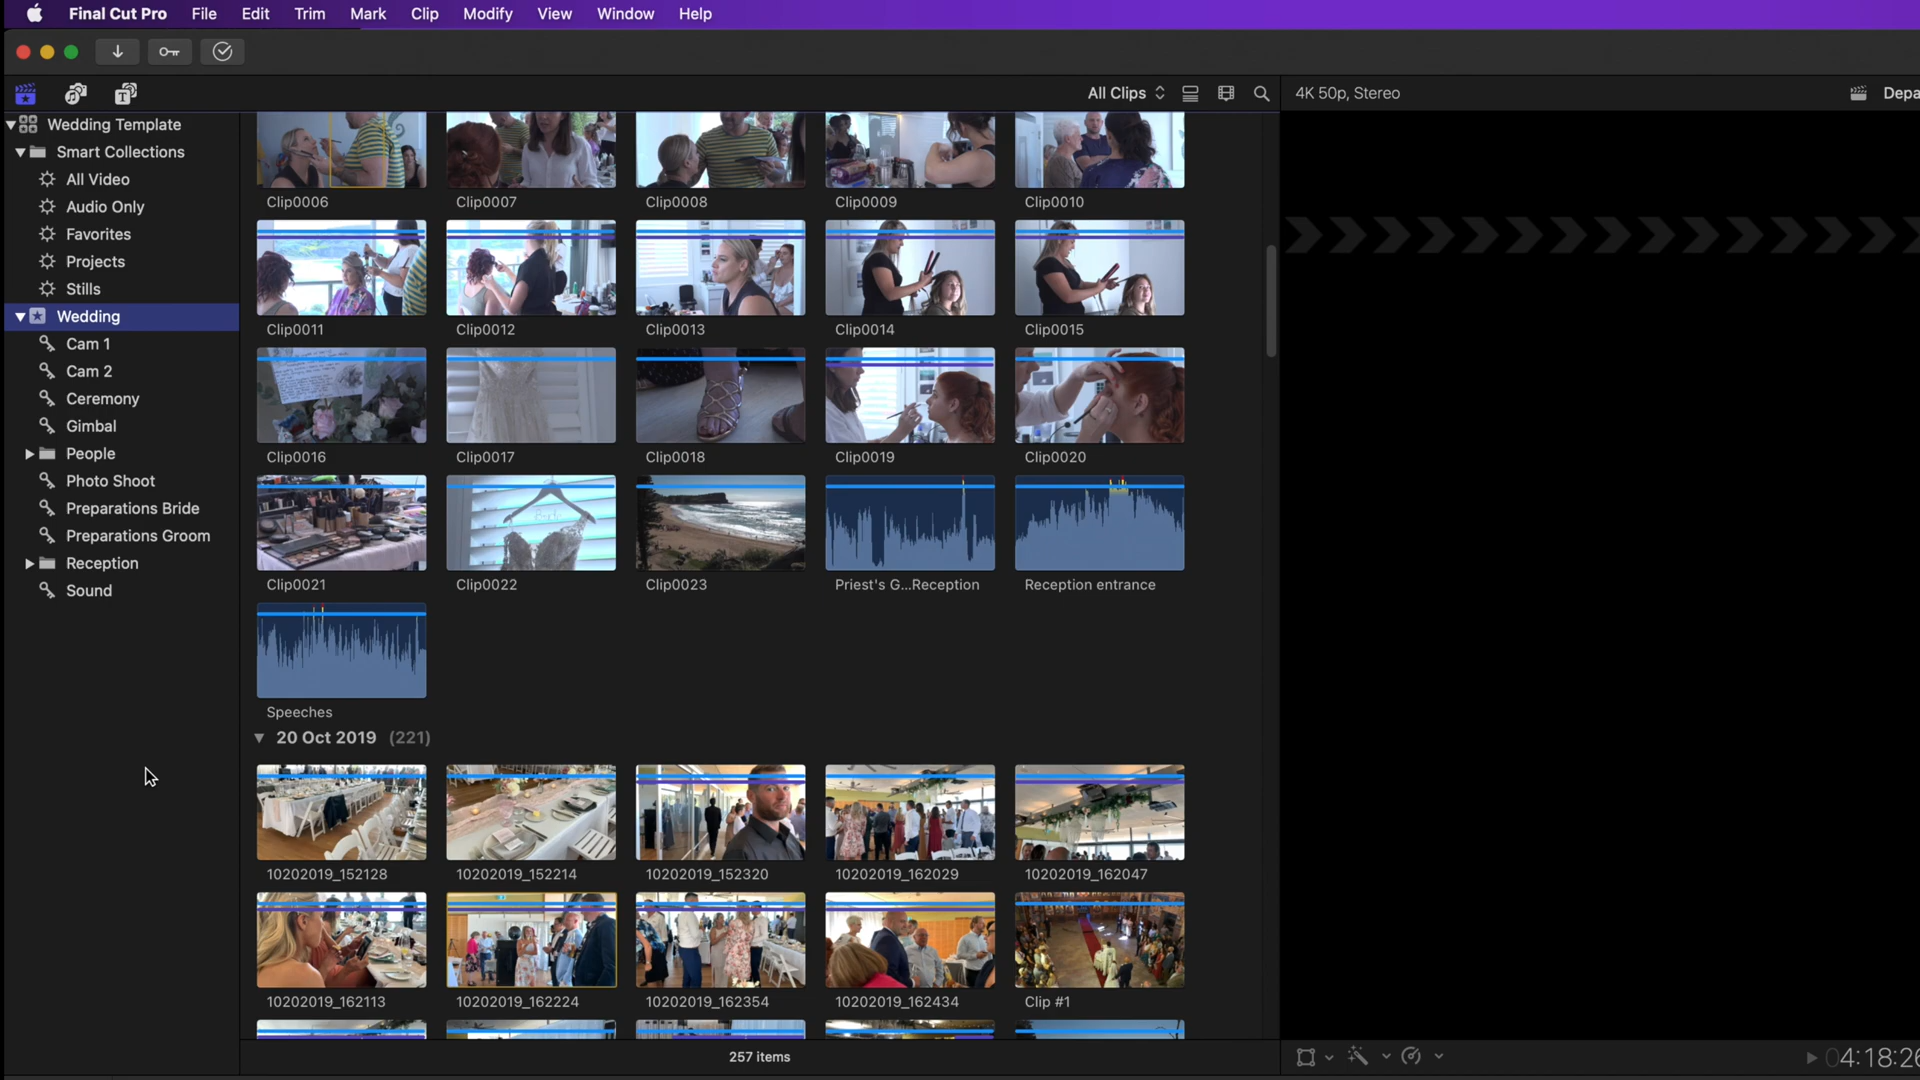 Final Cut Pro File Edit Trim Mark Clip Modify View Window Help
All Clips 4K 50p, Stereo Depa
Wedding Template
Smart Collections
All Video
Audio Only
Favorites
Projects
Stills
Wedding
Cam 1
Cam 2
Ceremony
Gimbal
People
Photo Shoot
Preparations Bride
Preparations Groom
Reception
Sound
Clip0006 Clip0007 Clip0008 Clip0009 Clip0010
Clip0011 Clip0012 Clip0013 Clip0014 Clip0015
Clip0016 Clip0017 Clip0018 Clip0019 Clip0020
Clip0021 Clip0022 Clip0023 Priest's G...Reception Reception entrance
Speeches
20 Oct 2019 (221)
10202019_152128 10202019_152214 10202019_152320 10202019_162029 10202019_162047
10202019_162113 10202019_162224 10202019_162354 10202019_162434 Clip #1
257 items
04:18:26